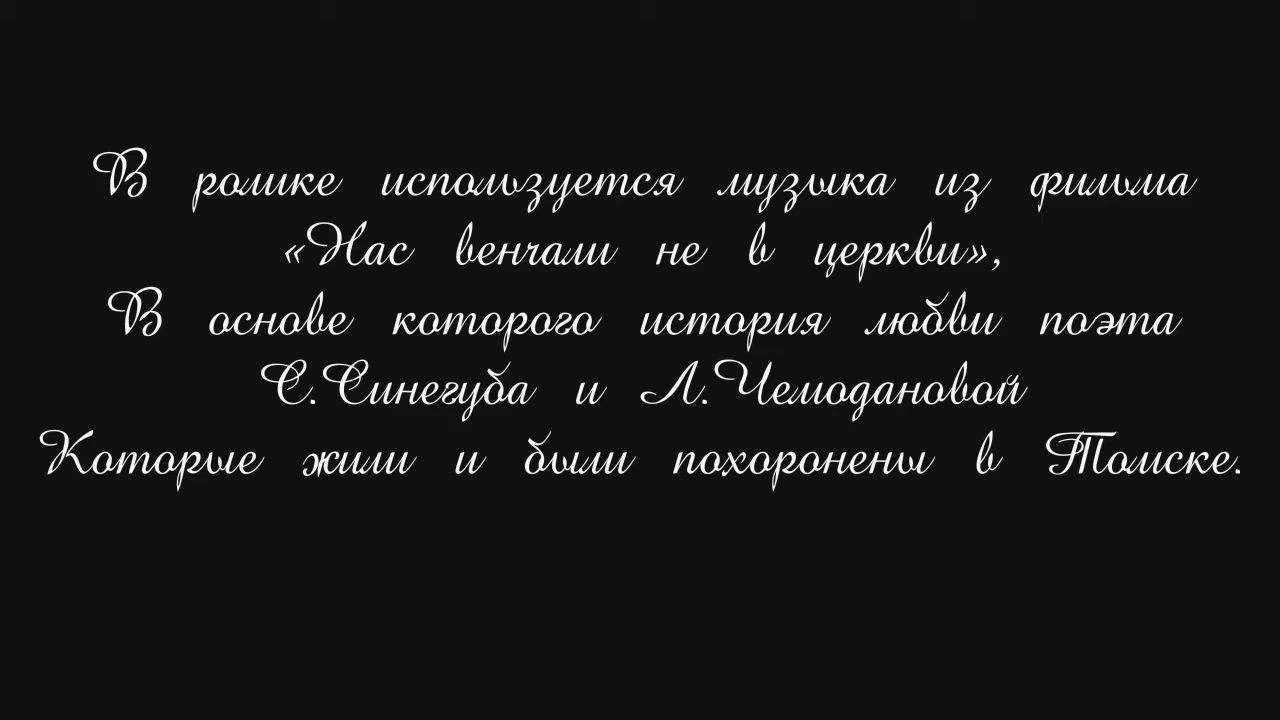 В ролике используется музыка из фильма
«Нас венчали не в церкви»,
В основе которого история любви поэта
С.Синегуба и Л.Чемодановой
Которые жили и были похоронены в Томске.